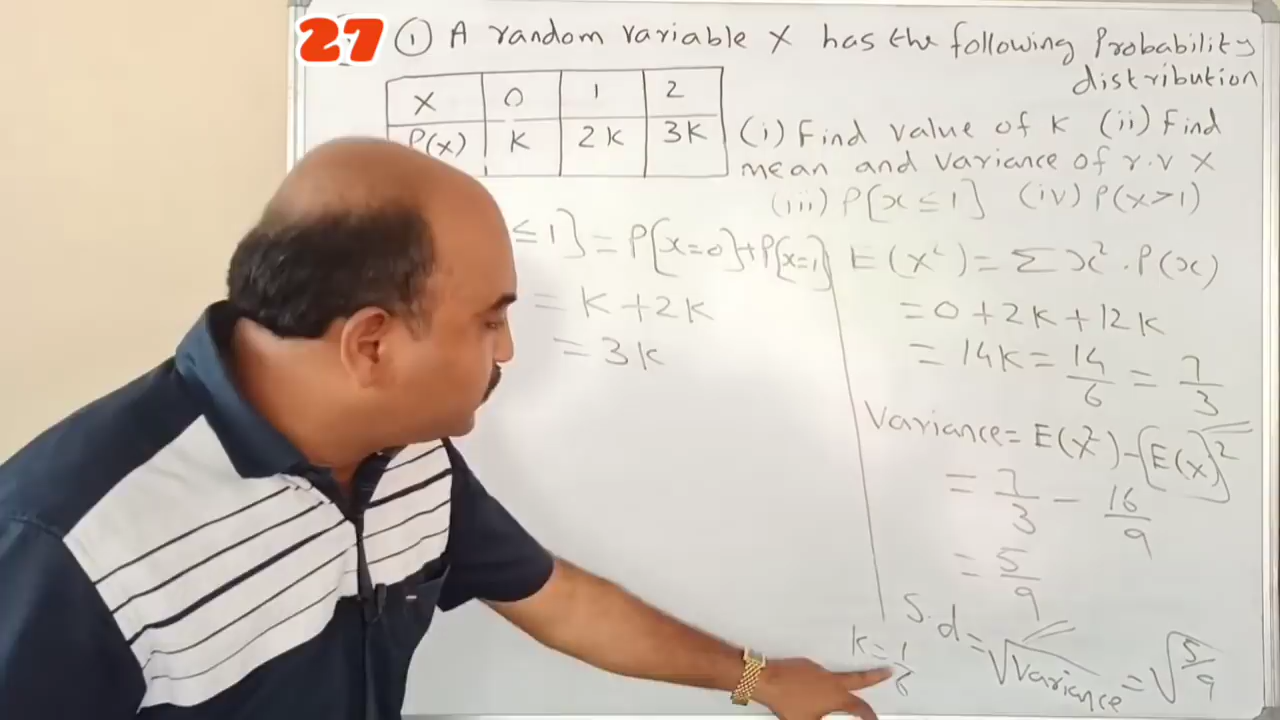 27 ① A random variable X has the following Probability
distribution
X 0 1 2
P(x) K 2K 3K
(i) Find value of K (ii) Find
mean and variance of r.v X
(iii) P[x ≤ 1] (iv) P(x>1)
≤ 1] = P[x=0] + P[x=1]
= K + 2K
= 3K
E(x²) = Σ x² . P(x)
= 0 + 2K + 12K
= 14K = 14/6 = 7/3
Variance = E(x²) - [E(x)]²
= 7/3 - 16/9
= 5/9
S.d = √Variance = √5/9
K = 1/6